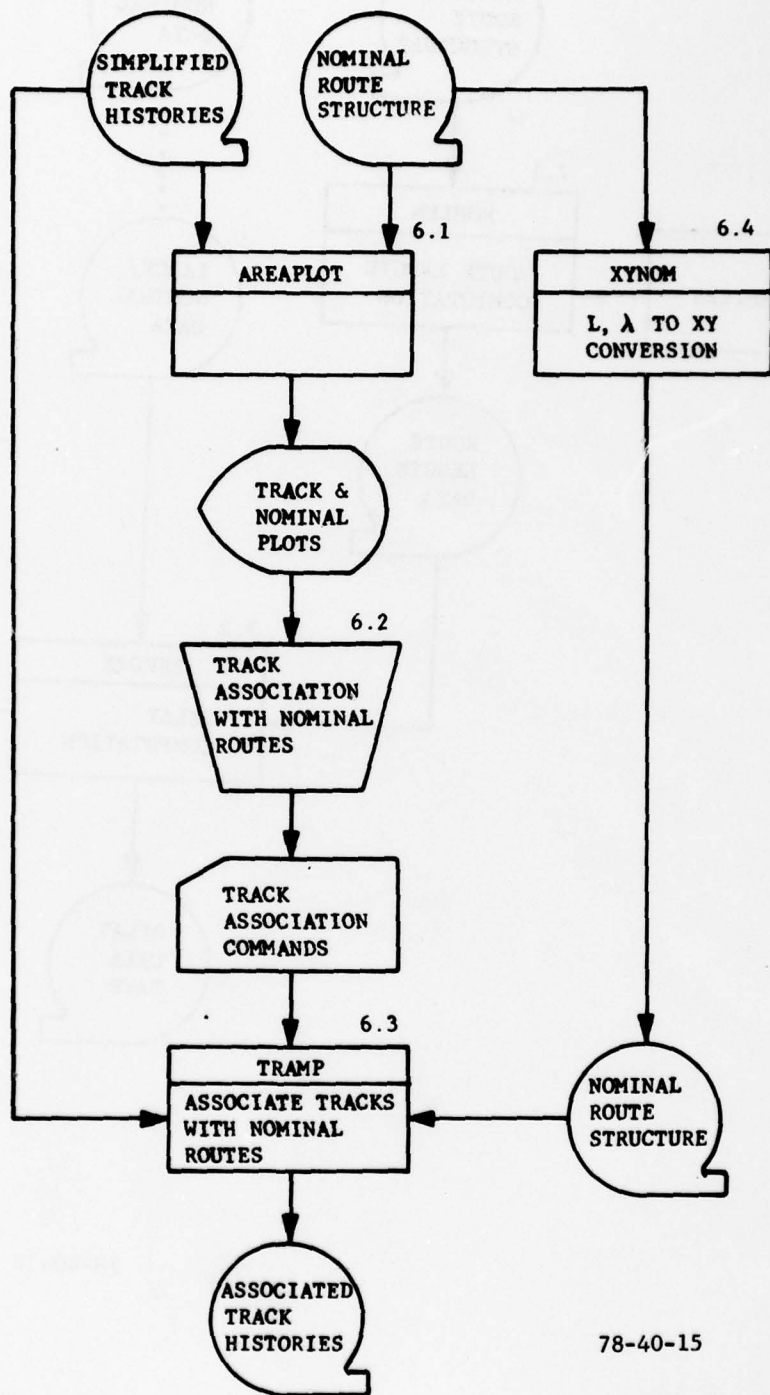 SIMPLIFIED
TRACK
HISTORIES
NOMINAL
ROUTE
STRUCTURE
6.1
AREAPLOT
6.4
XYNOM
L, λ TO XY
CONVERSION
TRACK &
NOMINAL
PLOTS
6.2
TRACK
ASSOCIATION
WITH NOMINAL
ROUTES
TRACK
ASSOCIATION
COMMANDS
6.3
TRAMP
ASSOCIATE TRACKS
WITH NOMINAL
ROUTES
NOMINAL
ROUTE
STRUCTURE
ASSOCIATED
TRACK
HISTORIES
78-40-15